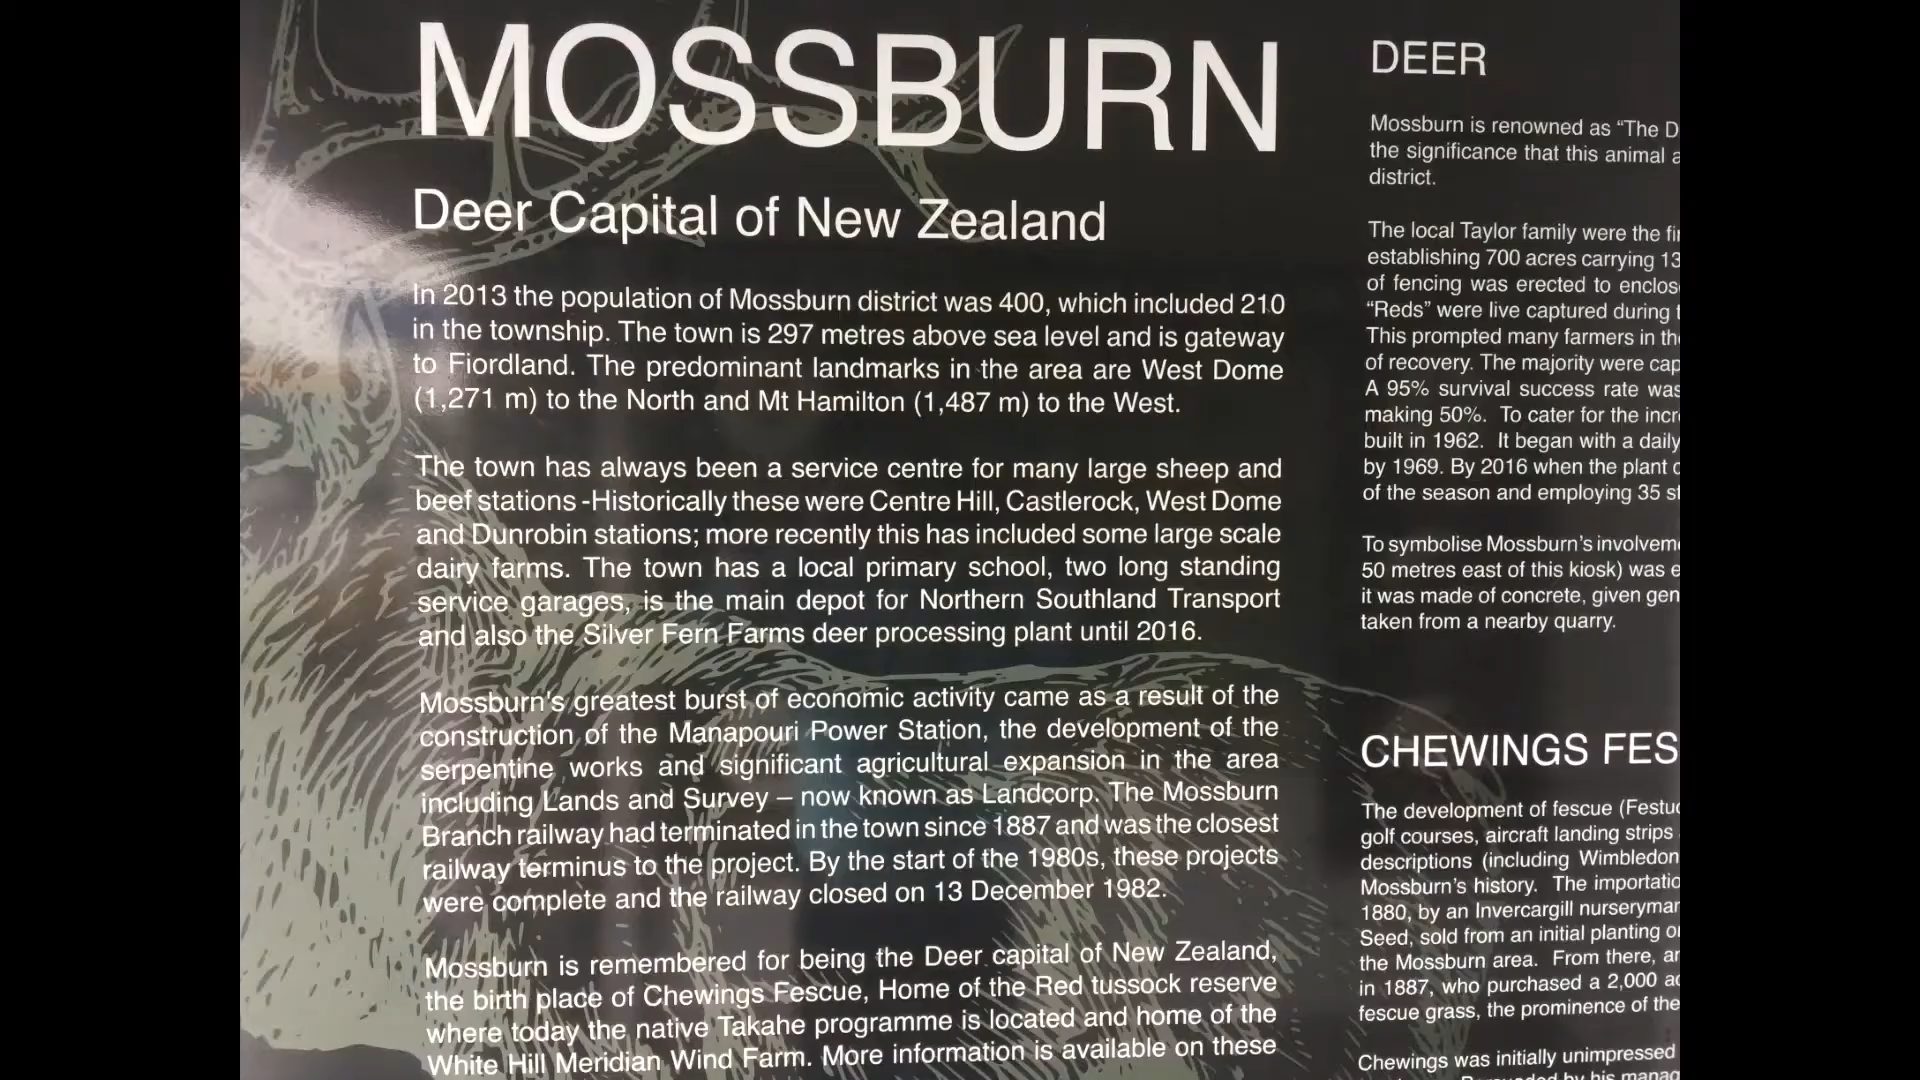 MOSSBURN
Deer Capital of New Zealand
In 2013 the population of Mossburn district was 400, which included 210
in the township. The town is 297 metres above sea level and is gateway
to Fiordland. The predominant landmarks in the area are West Dome
(1,271 m) to the North and Mt Hamilton (1,487 m) to the West.
The town has always been a service centre for many large sheep and
beef stations -Historically these were Centre Hill, Castlerock, West Dome
and Dunrobin stations; more recently this has included some large scale
dairy farms. The town has a local primary school, two long standing
service garages, is the main depot for Northern Southland Transport
and also the Silver Fern Farms deer processing plant until 2016.
Mossburn's greatest burst of economic activity came as a result of the
construction of the Manapouri Power Station, the development of the
serpentine works and significant agricultural expansion in the area
including Lands and Survey – now known as Landcorp. The Mossburn
Branch railway had terminated in the town since 1887 and was the closest
railway terminus to the project. By the start of the 1980s, these projects
were complete and the railway closed on 13 December 1982.
Mossburn is remembered for being the Deer capital of New Zealand,
the birth place of Chewings Fescue, Home of the Red tussock reserve
where today the native Takahe programme is located and home of the
White Hill Meridian Wind Farm. More information is available on these
DEER
Mossburn is renowned as “The D
the significance that this animal a
district.
The local Taylor family were the fi
establishing 700 acres carrying 13
of fencing was erected to enclos
“Reds” were live captured during t
This prompted many farmers in th
of recovery. The majority were cap
A 95% survival success rate was
making 50%. To cater for the incr
built in 1962. It began with a daily
by 1969. By 2016 when the plant c
of the season and employing 35 st
To symbolise Mossburn’s involvem
50 metres east of this kiosk) was e
it was made of concrete, given gen
taken from a nearby quarry.
CHEWINGS FES
The development of fescue (Festuc
golf courses, aircraft landing strips
descriptions (including Wimbledon
Mossburn’s history. The importatio
1880, by an Invercargill nurseryman
Seed, sold from an initial planting o
the Mossburn area. From there, an
in 1887, who purchased a 2,000 ac
fescue grass, the prominence of the
Chewings was initially unimpressed
by his manag